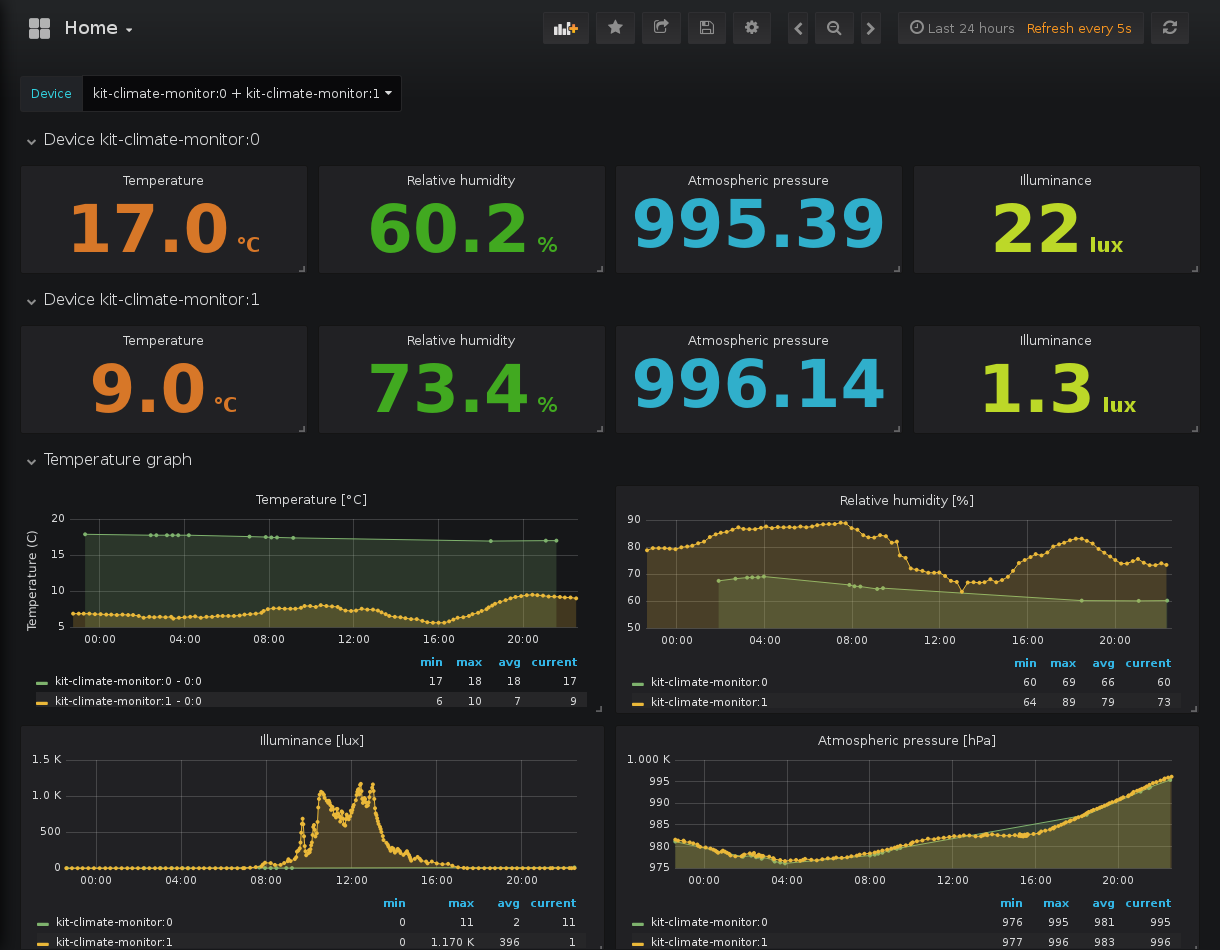 Home
Last 24 hours Refresh every 5s
Device kit-climate-monitor:0 + kit-climate-monitor:1
Device kit-climate-monitor:0
Temperature Relative humidity Atmospheric pressure Illuminance
17.0 °C 60.2 % 995.39 22 lux
Device kit-climate-monitor:1
Temperature Relative humidity Atmospheric pressure Illuminance
9.0 °C 73.4 % 996.14 1.3 lux
Temperature graph
Temperature [°C]
Temperature (C)
20
15
10
5
00:00 04:00 08:00 12:00 16:00 20:00
min max avg current
kit-climate-monitor:0 - 0:0 17 18 18 17
kit-climate-monitor:1 - 0:0 6 10 7 9
Relative humidity [%]
90
80
70
60
50
00:00 04:00 08:00 12:00 16:00 20:00
min max avg current
kit-climate-monitor:0 60 69 66 60
kit-climate-monitor:1 64 89 79 73
Illuminance [lux]
1.5 K
1.0 K
500
0
00:00 04:00 08:00 12:00 16:00 20:00
min max avg current
kit-climate-monitor:0 0 11 2 11
kit-climate-monitor:1 0 1.170 K 396 1
Atmospheric pressure [hPa]
1.000 K
995
990
985
980
975
00:00 04:00 08:00 12:00 16:00 20:00
min max avg current
kit-climate-monitor:0 976 995 981 995
kit-climate-monitor:1 977 996 983 996